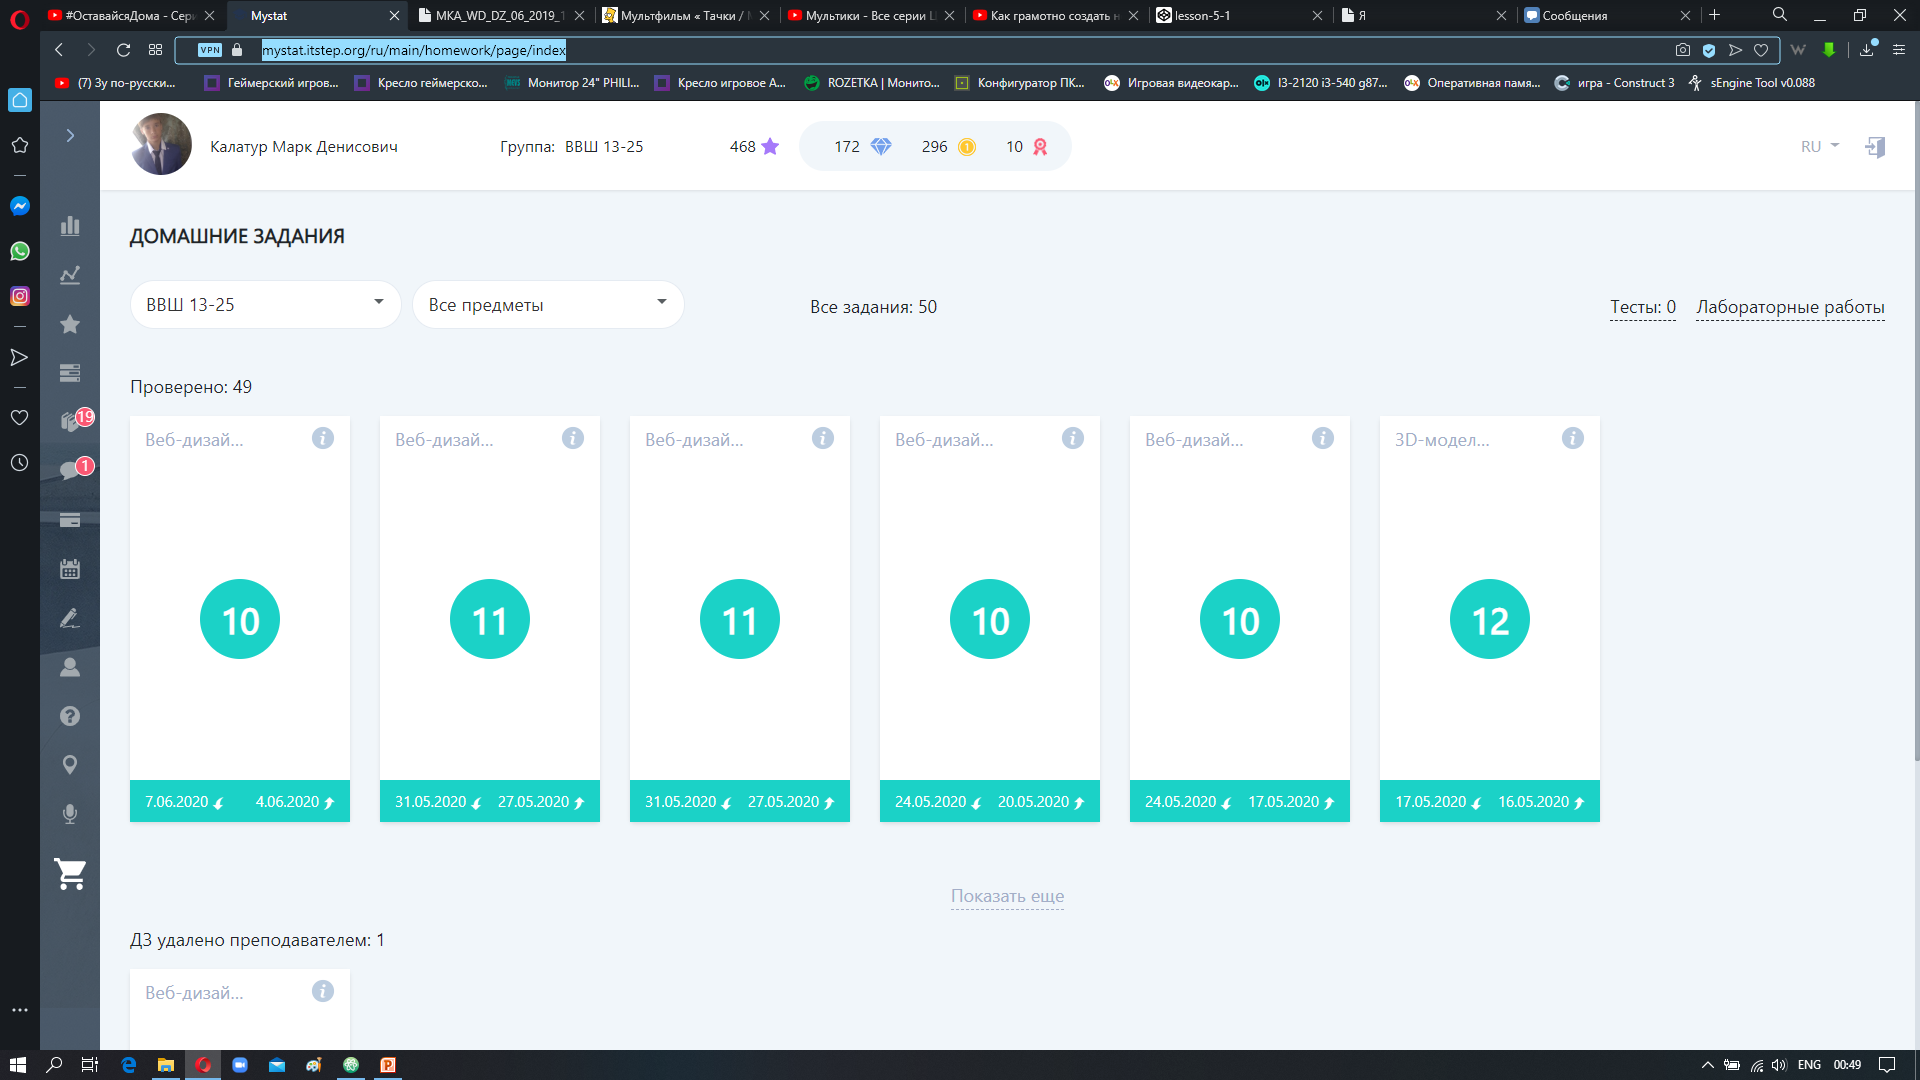 #ОставайсяДома - Сери
Mystat
MKA_WD_DZ_06_2019_1
Мультфильм « Тачки /
Мультики - Все серии
Как грамотно создать
lesson-5-1
Я
Сообщения
VPN
mystat.itstep.org/ru/main/homework/page/index
(7) Зу по-русски...
Геймерский игров...
Кресло геймерско...
Монитор 24" PHILI...
Кресло игровое А...
ROZETKA | Монито...
Конфигуратор ПК...
Игровая видеокар...
I3-2120 i3-540 g87...
Оперативная памя...
игра - Construct 3
sEngine Tool v0.088
Калатур Марк Денисович
Группа: ВВШ 13-25
468
172
296
10
RU
ДОМАШНИЕ ЗАДАНИЯ
ВВШ 13-25
Все предметы
Все задания: 50
Тесты: 0
Лабораторные работы
19
1
Проверено: 49
Веб-дизай...
Веб-дизай...
Веб-дизай...
Веб-дизай...
Веб-дизай...
3D-модел...
10
11
11
10
10
12
7.06.2020 4.06.2020
31.05.2020 27.05.2020
31.05.2020 27.05.2020
24.05.2020 20.05.2020
24.05.2020 17.05.2020
17.05.2020 16.05.2020
Показать еще
ДЗ удалено преподавателем: 1
Веб-дизай...
ENG
00:49